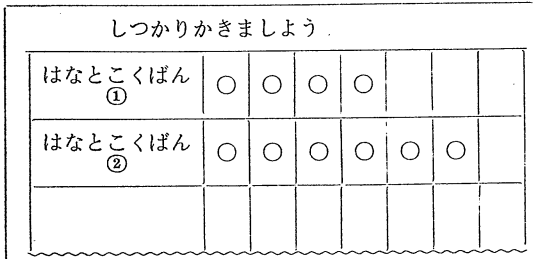 しつかりかきましよう
はなとこくばん
① ○ ○ ○ ○
はなとこくばん
② ○ ○ ○ ○ ○ ○